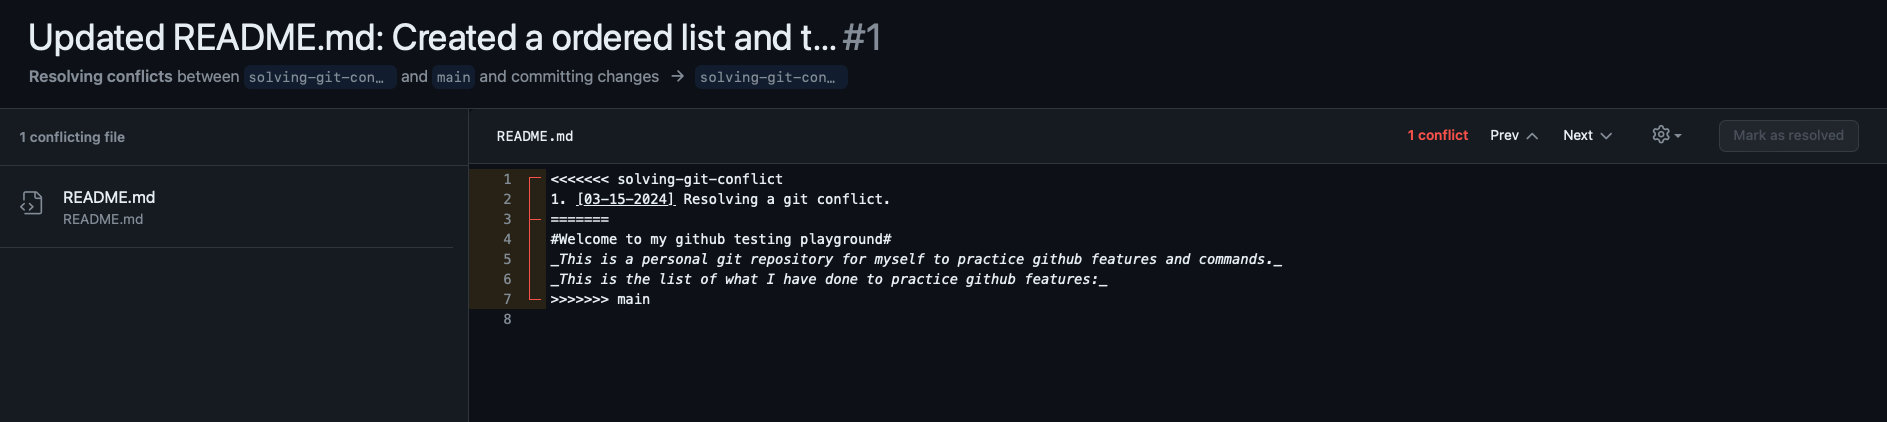 Updated README.md: Created a ordered list and t... #1
Resolving conflicts between solving-git-con... and main and committing changes → solving-git-con...
1 conflicting file
README.md
README.md
README.md
1 conflict Prev Next Mark as resolved
1 <<<<<<< solving-git-conflict
2 1. [03-15-2024] Resolving a git conflict.
3 =======
4 #Welcome to my github testing playground#
5 _This is a personal git repository for myself to practice github features and commands._
6 _This is the list of what I have done to practice github features:_
7 >>>>>>> main
8